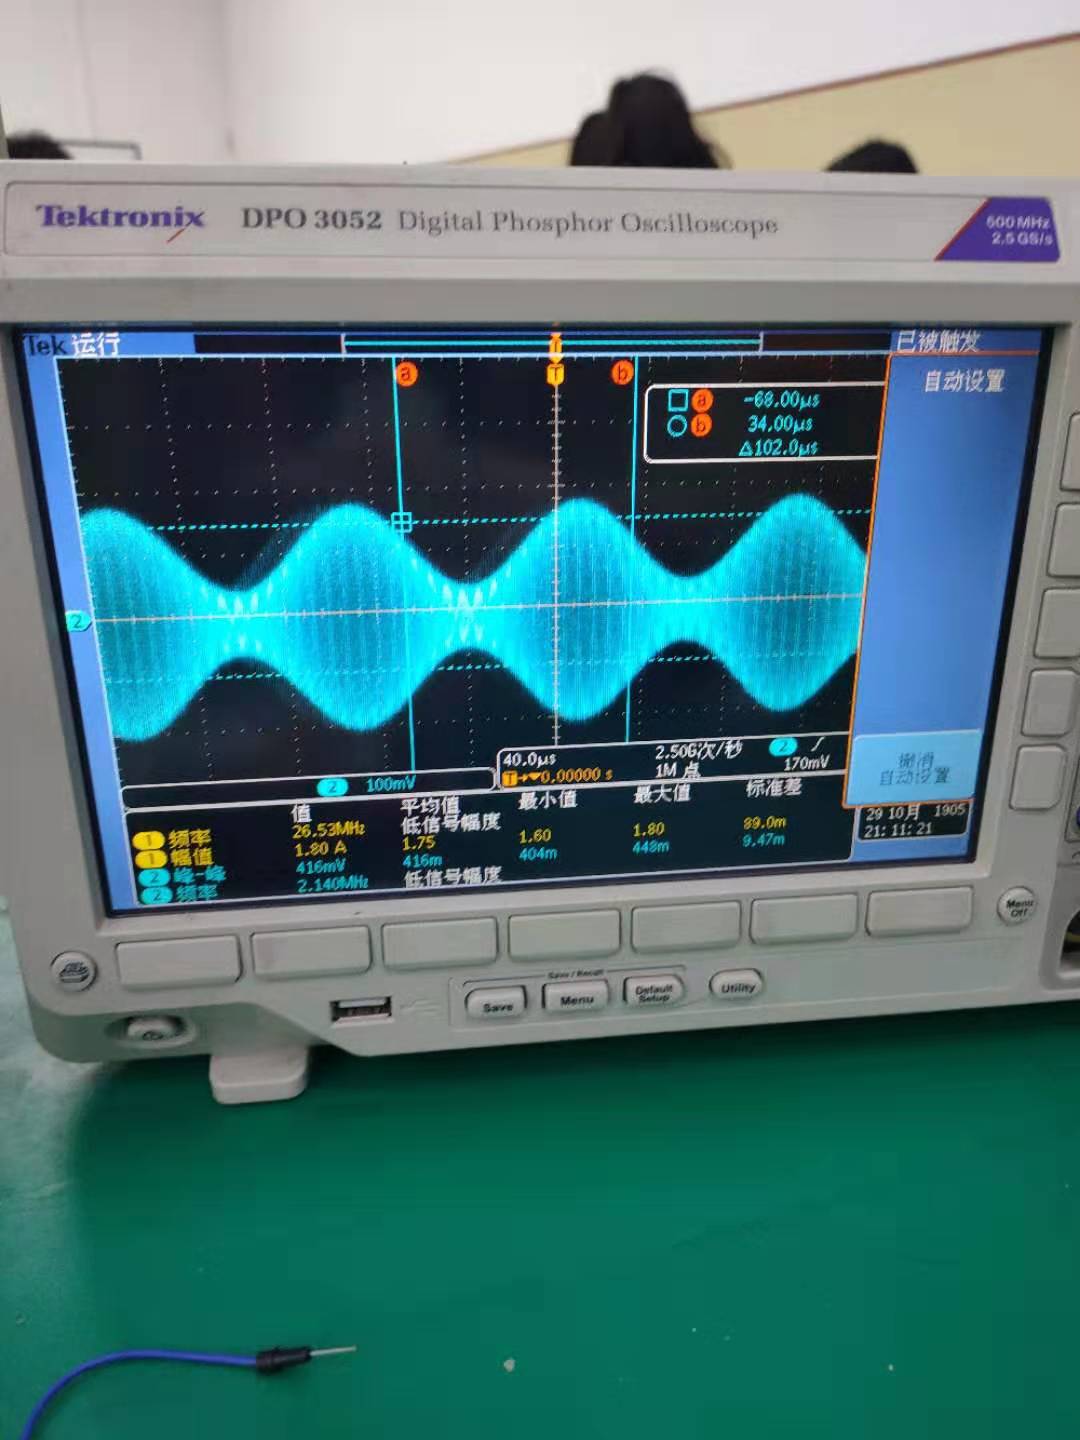 Tektronix DPO 3052 Digital Phosphor Oscilloscope
500 MHz
2.5 GS/s
Tek 运行
T
已被触发
a
T
b
自动设置
a -68.00µs
b 34.00µs
Δ102.0µs
2
40.0µs
T→▼0.00000 s
2.50G次/秒
1M 点
2
170mV
2 100mV
撤消
自动设置
值 平均值 最小值 最大值 标准差
1 频率 26.53MHz 低信号幅度
1 幅值 1.80 A 1.75 1.60 1.80 89.0m
2 峰-峰 416mV 416m 404m 448m 9.47m
2 频率 2.140MHz 低信号幅度
29 10月 1905
21:11:21
Menu Off
Save / Recall
Save
Menu
Default Setup
Utility